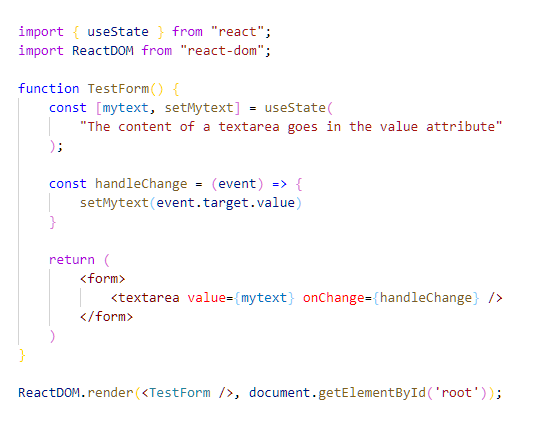 import { useState } from "react";
import ReactDOM from "react-dom";
function TestForm() {
const [mytext, setMytext] = useState(
"The content of a textarea goes in the value attribute"
);
const handleChange = (event) => {
setMytext(event.target.value)
}
return (
<form>
<textarea value={mytext} onChange={handleChange} />
</form>
)
}
ReactDOM.render(<TestForm />, document.getElementById('root'));